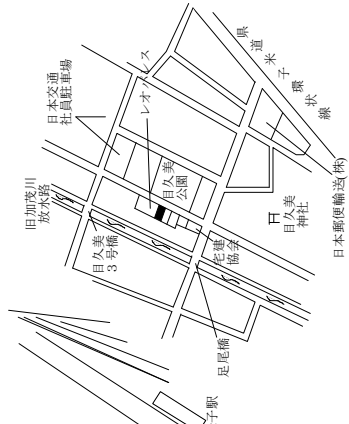 県道米子環状線
日本交通
社員駐車場
レオパレス
旧加茂川
放水路
目久美
公園
目久美
3号橋
目久美
神社
宅建
協会
日本郵便輸送(株)
足尾橋
子駅